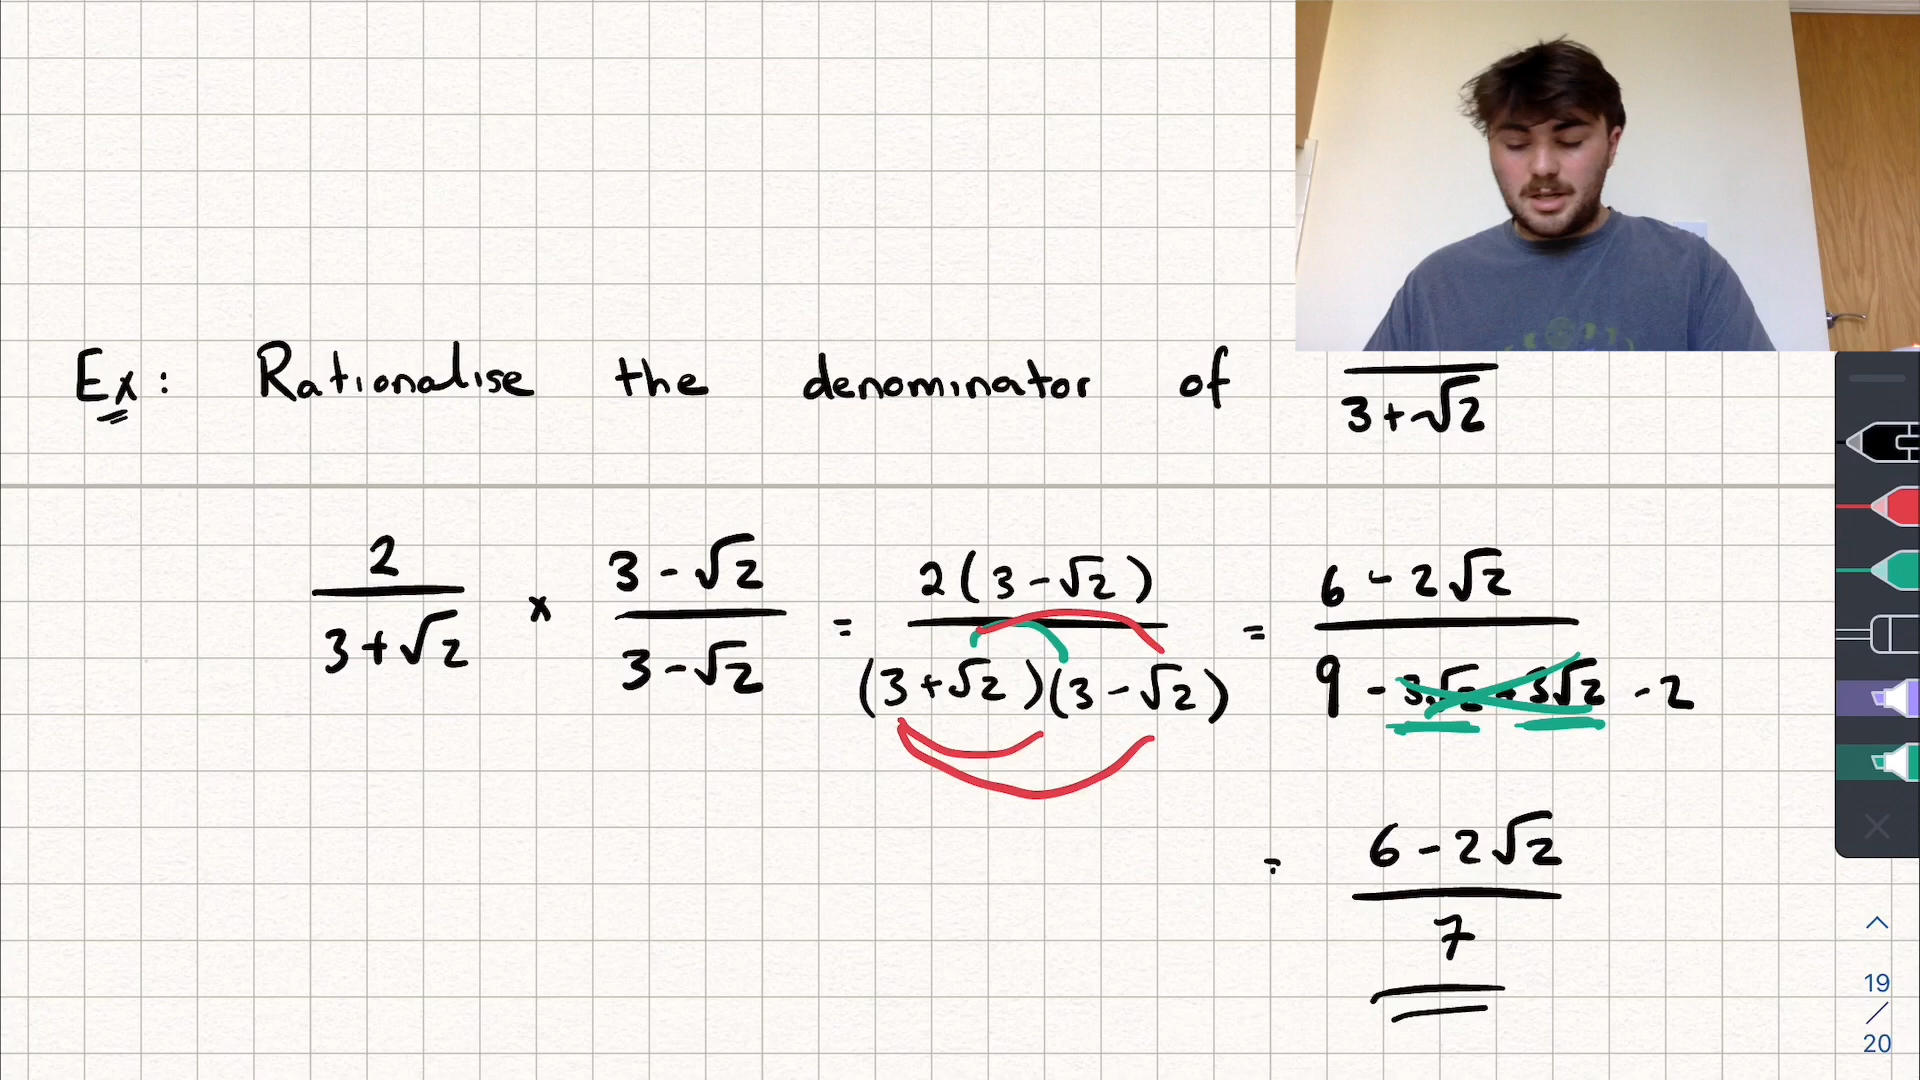 Ex: Rationalise the denominator of
3+√2
2/(3+√2) × (3-√2)/(3-√2) = 2(3-√2)/((3+√2)(3-√2)) = (6-2√2)/(9-3√2+3√2-2)
= (6-2√2)/7
19
/
20